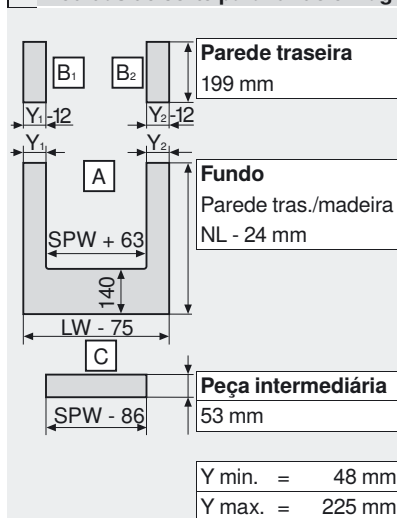 B1
B2
Parede traseira
199 mm
Y1-12
Y2-12
Y1
Y2
A
Fundo
Parede tras./madeira
NL - 24 mm
SPW + 63
140
LW - 75
C
Peça intermediária
53 mm
SPW - 86
Y min. = 48 mm
Y max. = 225 mm